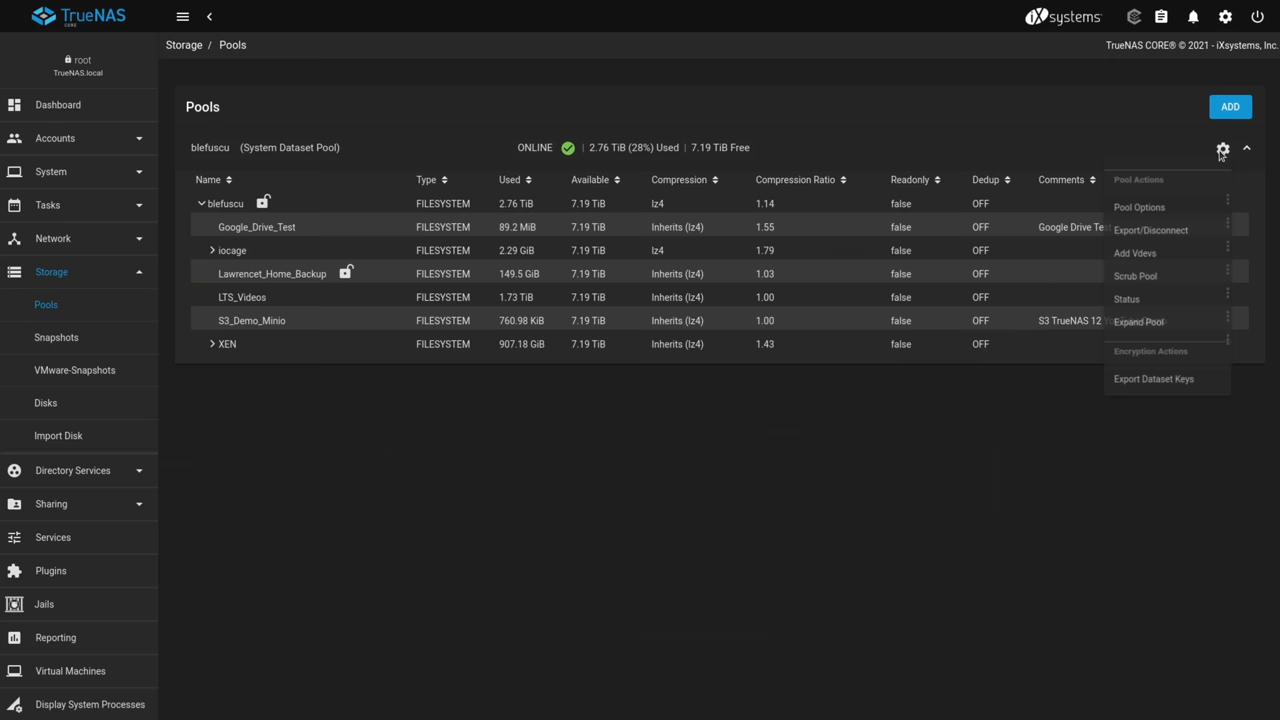 TrueNAS
CORE
iXsystems
root
TrueNAS.local
Storage / Pools
TrueNAS CORE® © 2021 - iXsystems, Inc.
Dashboard
Accounts
System
Tasks
Network
Storage
Pools
Snapshots
VMware-Snapshots
Disks
Import Disk
Directory Services
Sharing
Services
Plugins
Jails
Reporting
Virtual Machines
Display System Processes
Pools
ADD
blefuscu (System Dataset Pool) ONLINE | 2.76 TiB (28%) Used | 7.19 TiB Free
Name Type Used Available Compression Compression Ratio Readonly Dedup Comments
blefuscu FILESYSTEM 2.76 TiB 7.19 TiB lz4 1.14 false OFF
Google_Drive_Test FILESYSTEM 89.2 MiB 7.19 TiB Inherits (lz4) 1.55 false OFF Google Drive
iocage FILESYSTEM 2.29 GiB 7.19 TiB lz4 1.79 false OFF
Lawrencet_Home_Backup FILESYSTEM 149.5 GiB 7.19 TiB Inherits (lz4) 1.03 false OFF
LTS_Videos FILESYSTEM 1.73 TiB 7.19 TiB Inherits (lz4) 1.00 false OFF
S3_Demo_Minio FILESYSTEM 760.98 KiB 7.19 TiB Inherits (lz4) 1.00 false OFF S3 TrueNAS 12
XEN FILESYSTEM 907.18 GiB 7.19 TiB Inherits (lz4) 1.43 false OFF
Pool Actions
Pool Options
Export/Disconnect
Add Vdevs
Scrub Pool
Status
Expand Pool
Encryption Actions
Export Dataset Keys